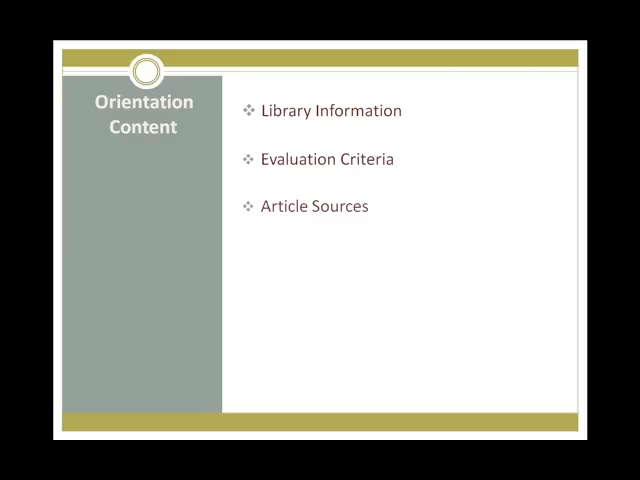 Orientation
Content
Library Information
Evaluation Criteria
Article Sources